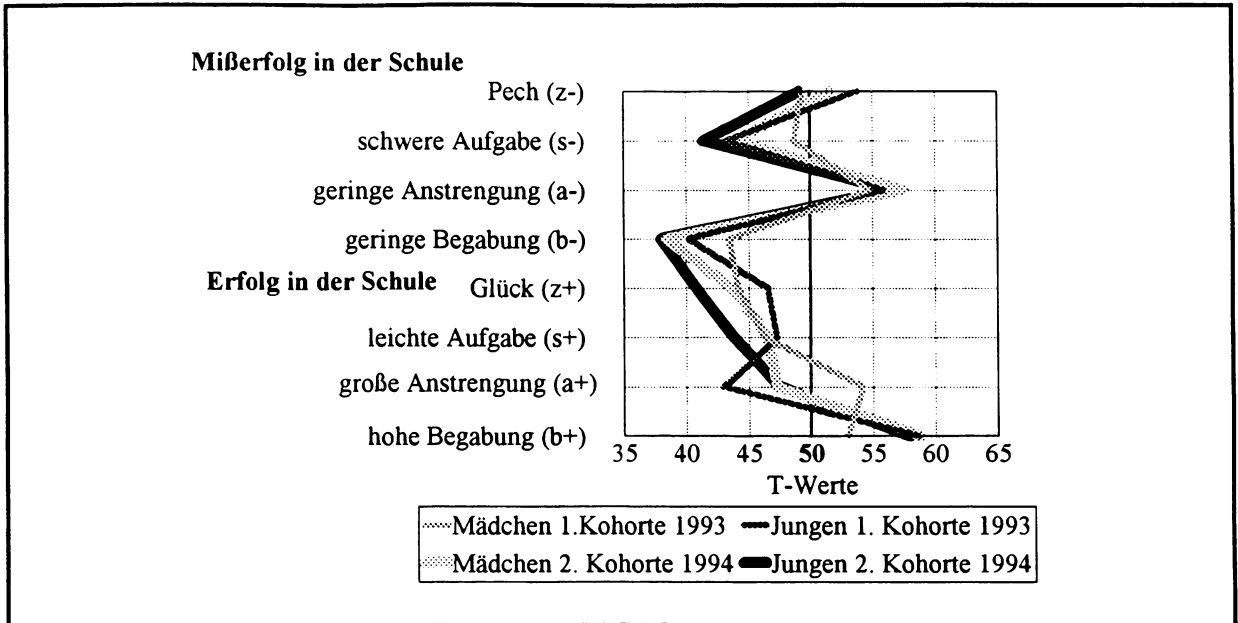 Mißerfolg in der Schule
Pech (z-)
schwere Aufgabe (s-)
geringe Anstrengung (a-)
geringe Begabung (b-)
Erfolg in der Schule Glück (z+)
leichte Aufgabe (s+)
große Anstrengung (a+)
hohe Begabung (b+)
35 40 45 50 55 60 65
T-Werte
Mädchen 1.Kohorte 1993 Jungen 1. Kohorte 1993
Mädchen 2. Kohorte 1994 Jungen 2. Kohorte 1994